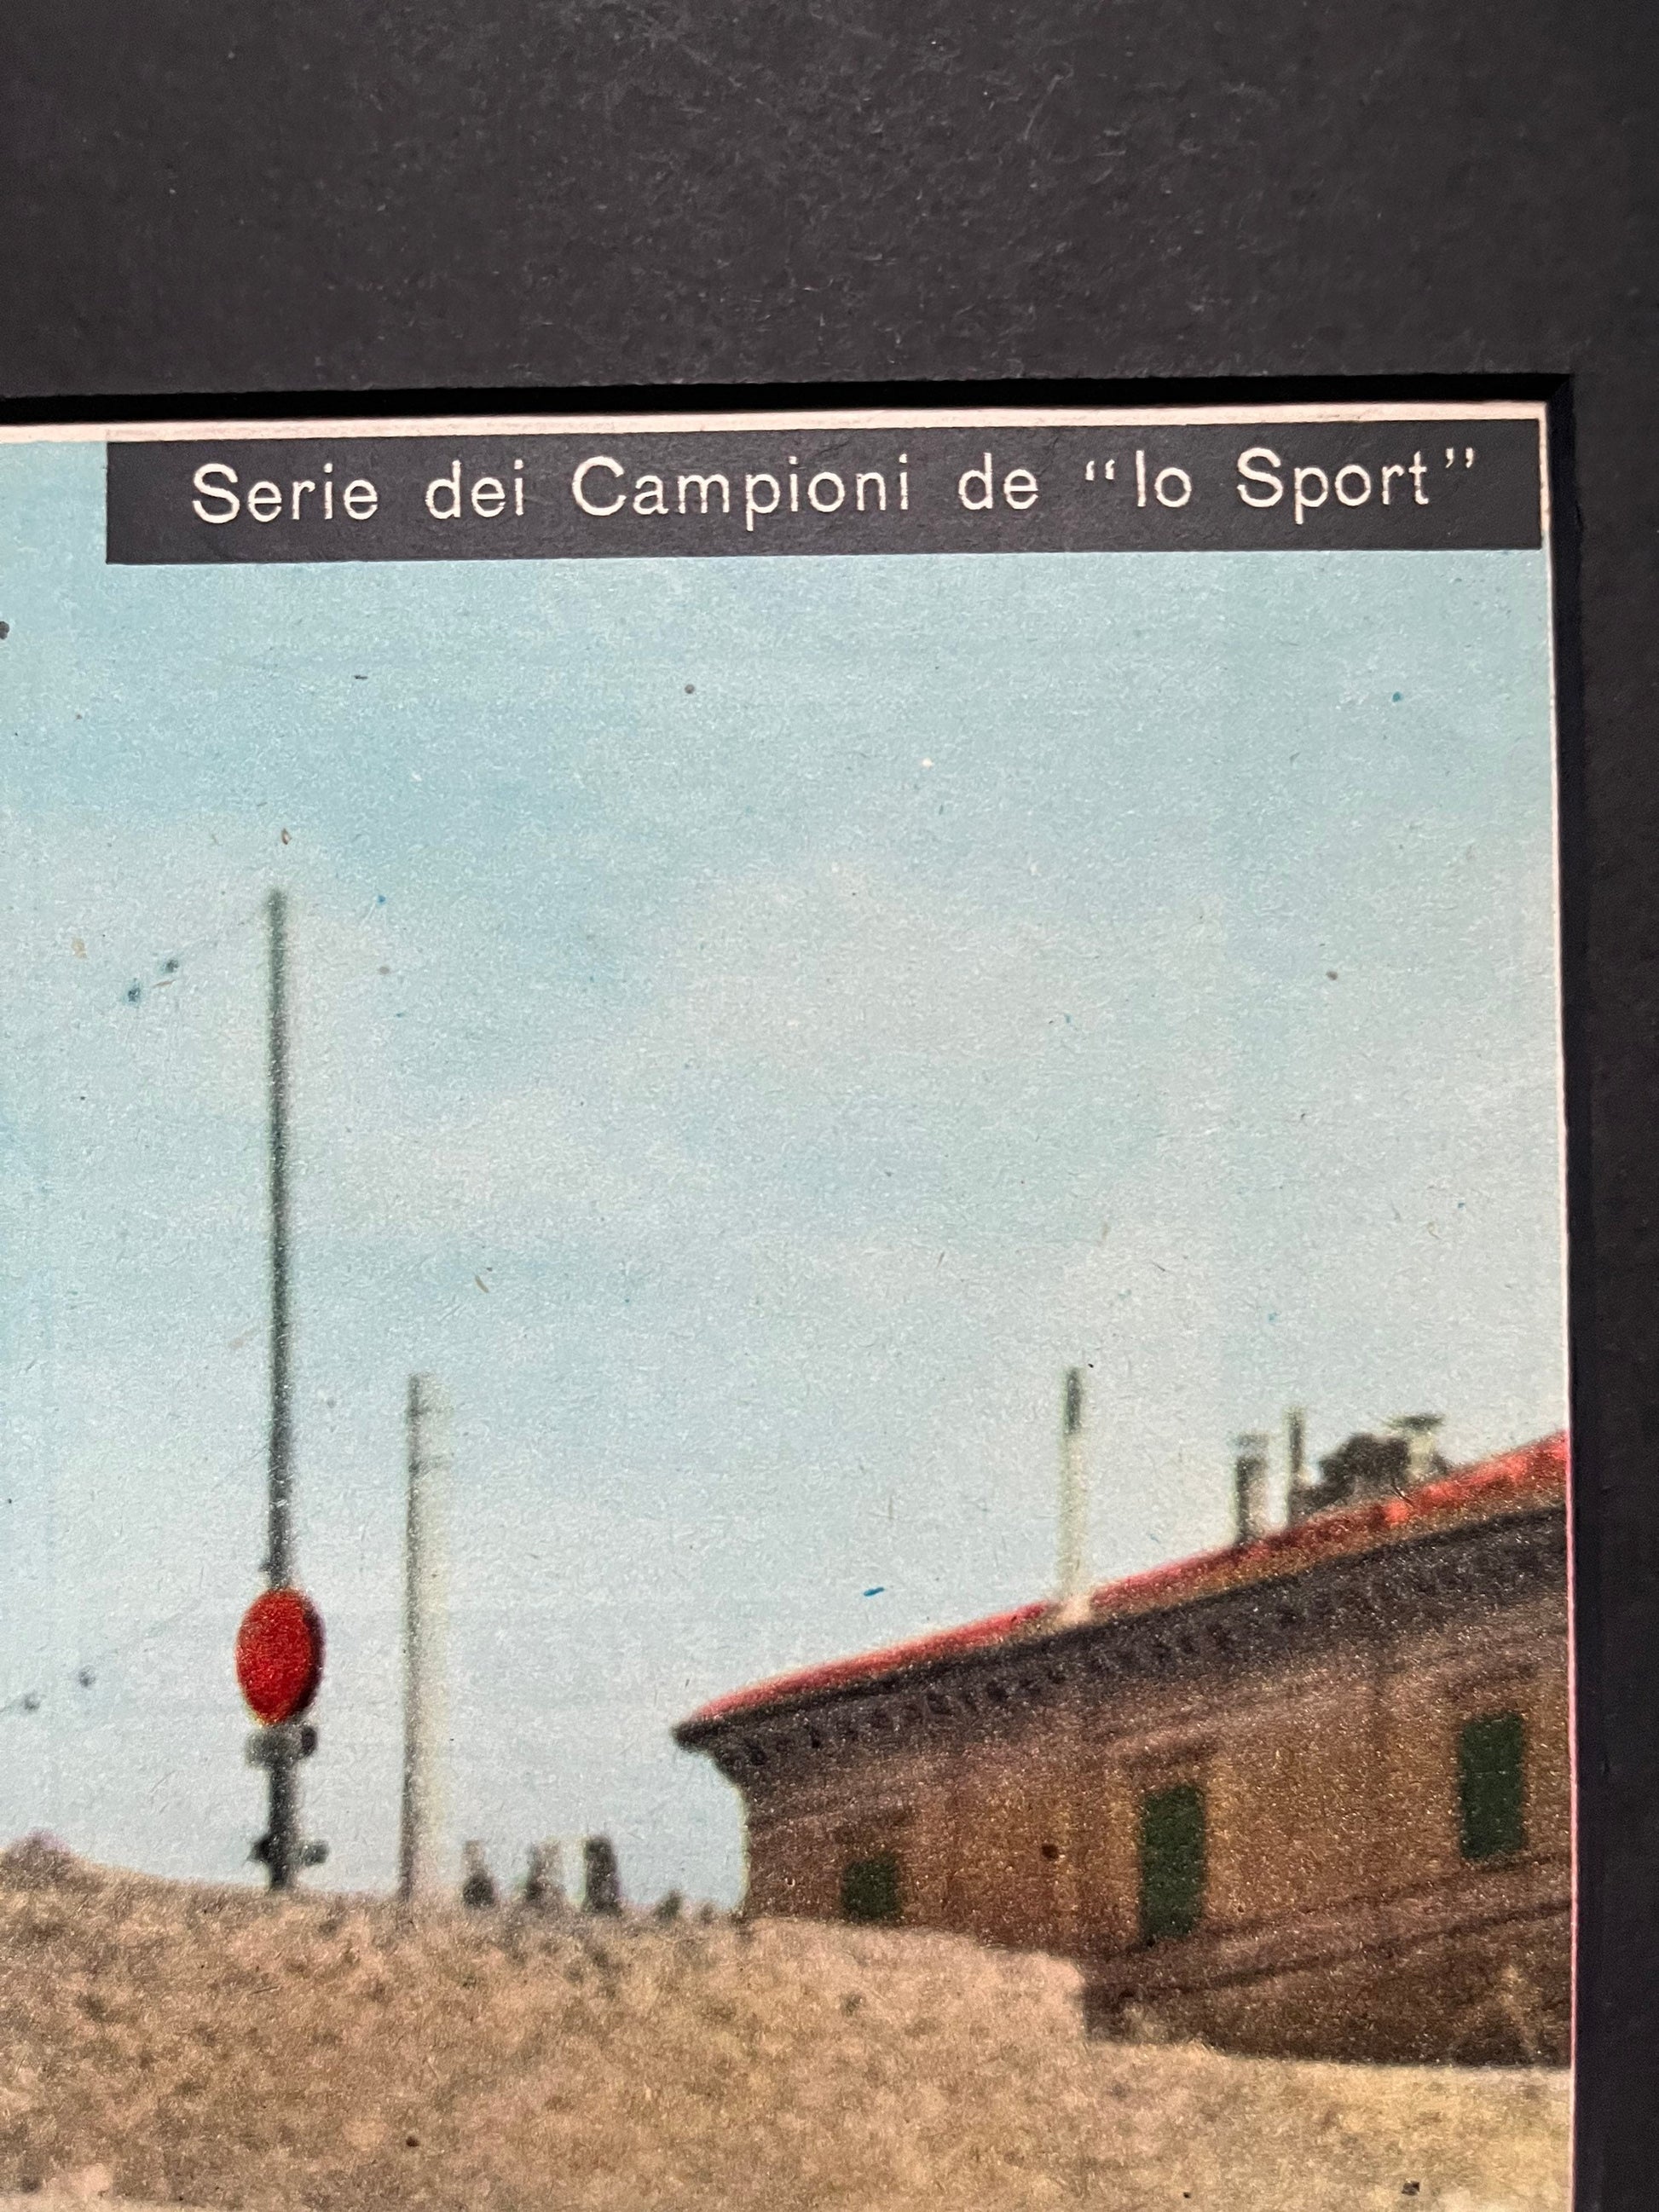 Serie dei Campioni de “lo Sport”